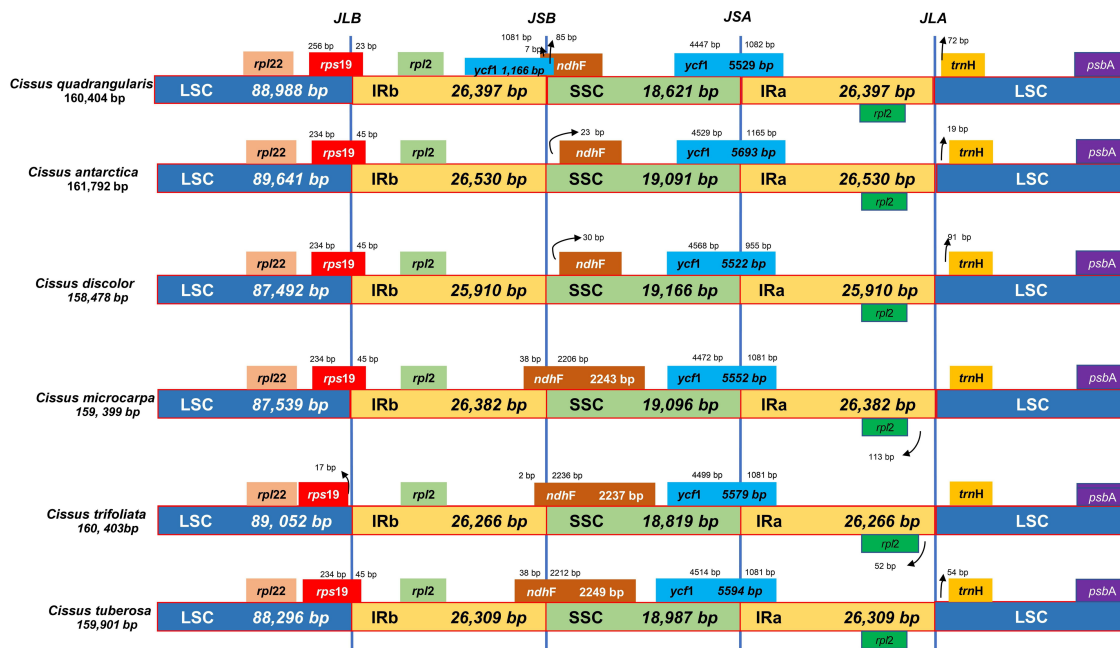 JLB JSB JSA JLA
256 bp 23 bp 1081 bp 7 bp 85 bp 4447 bp 1082 bp 72 bp
rpl22 rps19 rpl2 ycf1 1,166 bp ndhF ycf1 5529 bp trnH psbA
Cissus quadrangularis
160,404 bp
LSC 88,988 bp IRb 26,397 bp SSC 18,621 bp IRa 26,397 bp LSC
rpl2
234 bp 45 bp 23 bp 4529 bp 1165 bp 19 bp
rpl22 rps19 rpl2 ndhF ycf1 5693 bp trnH psbA
Cissus antarctica
161,792 bp
LSC 89,641 bp IRb 26,530 bp SSC 19,091 bp IRa 26,530 bp LSC
rpl2
234 bp 45 bp 30 bp 4568 bp 955 bp 91 bp
rpl22 rps19 rpl2 ndhF ycf1 5522 bp trnH psbA
Cissus discolor
158,478 bp
LSC 87,492 bp IRb 25,910 bp SSC 19,166 bp IRa 25,910 bp LSC
rpl2
234 bp 45 bp 38 bp 2206 bp 4472 bp 1081 bp
rpl22 rps19 rpl2 ndhF 2243 bp ycf1 5552 bp trnH psbA
Cissus microcarpa
159, 399 bp
LSC 87,539 bp IRb 26,382 bp SSC 19,096 bp IRa 26,382 bp LSC
rpl2
113 bp
17 bp 2 bp 2236 bp 4499 bp 1081 bp
rpl22 rps19 rpl2 ndhF 2237 bp ycf1 5579 bp trnH psbA
Cissus trifoliata
160, 403bp
LSC 89, 052 bp IRb 26,266 bp SSC 18,819 bp IRa 26,266 bp LSC
rpl2
52 bp
234 bp 45 bp 38 bp 2212 bp 4514 bp 1081 bp 54 bp
rpl22 rps19 rpl2 ndhF 2249 bp ycf1 5594 bp trnH psbA
Cissus tuberosa
159,901 bp
LSC 88,296 bp IRb 26,309 bp SSC 18,987 bp IRa 26,309 bp LSC
rpl2